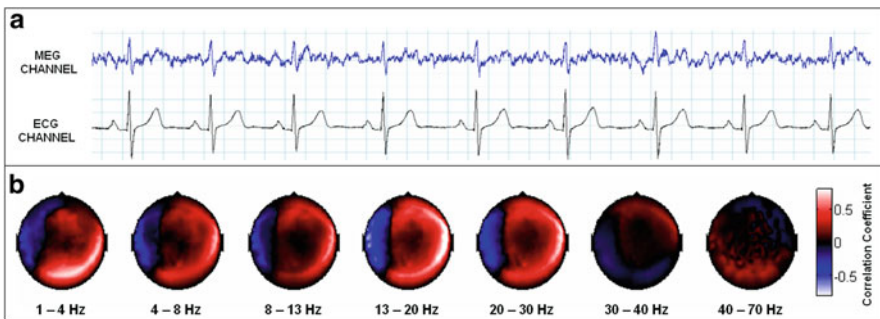 a
MEG
CHANNEL
ECG
CHANNEL
b
1 – 4 Hz
4 – 8 Hz
8 – 13 Hz
13 – 20 Hz
20 – 30 Hz
30 – 40 Hz
40 – 70 Hz
0.5
0
-0.5
Correlation Coefficient